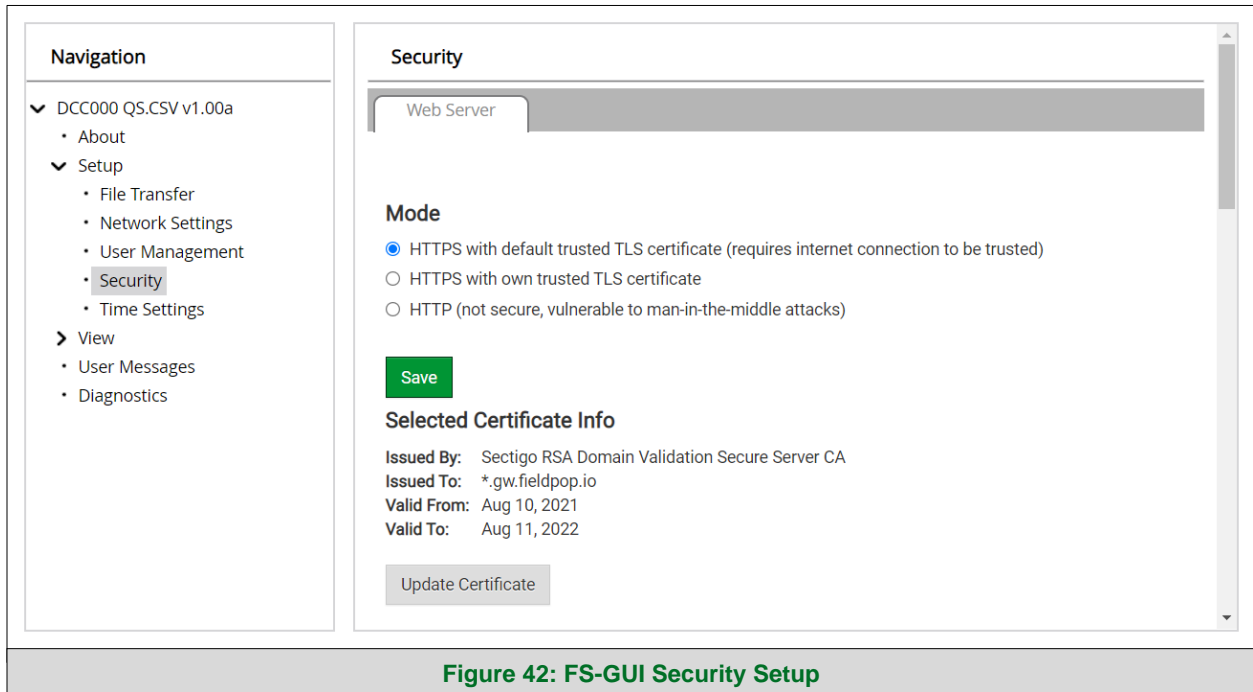 Navigation
DCC000 QS.CSV v1.00a
About
Setup
File Transfer
Network Settings
User Management
Security
Time Settings
View
User Messages
Diagnostics
Security
Web Server
Mode
HTTPS with default trusted TLS certificate (requires internet connection to be trusted)
HTTPS with own trusted TLS certificate
HTTP (not secure, vulnerable to man-in-the-middle attacks)
Save
Selected Certificate Info
Issued By: Sectigo RSA Domain Validation Secure Server CA
Issued To: *.gw.fieldpop.io
Valid From: Aug 10, 2021
Valid To: Aug 11, 2022
Update Certificate
Figure 42: FS-GUI Security Setup